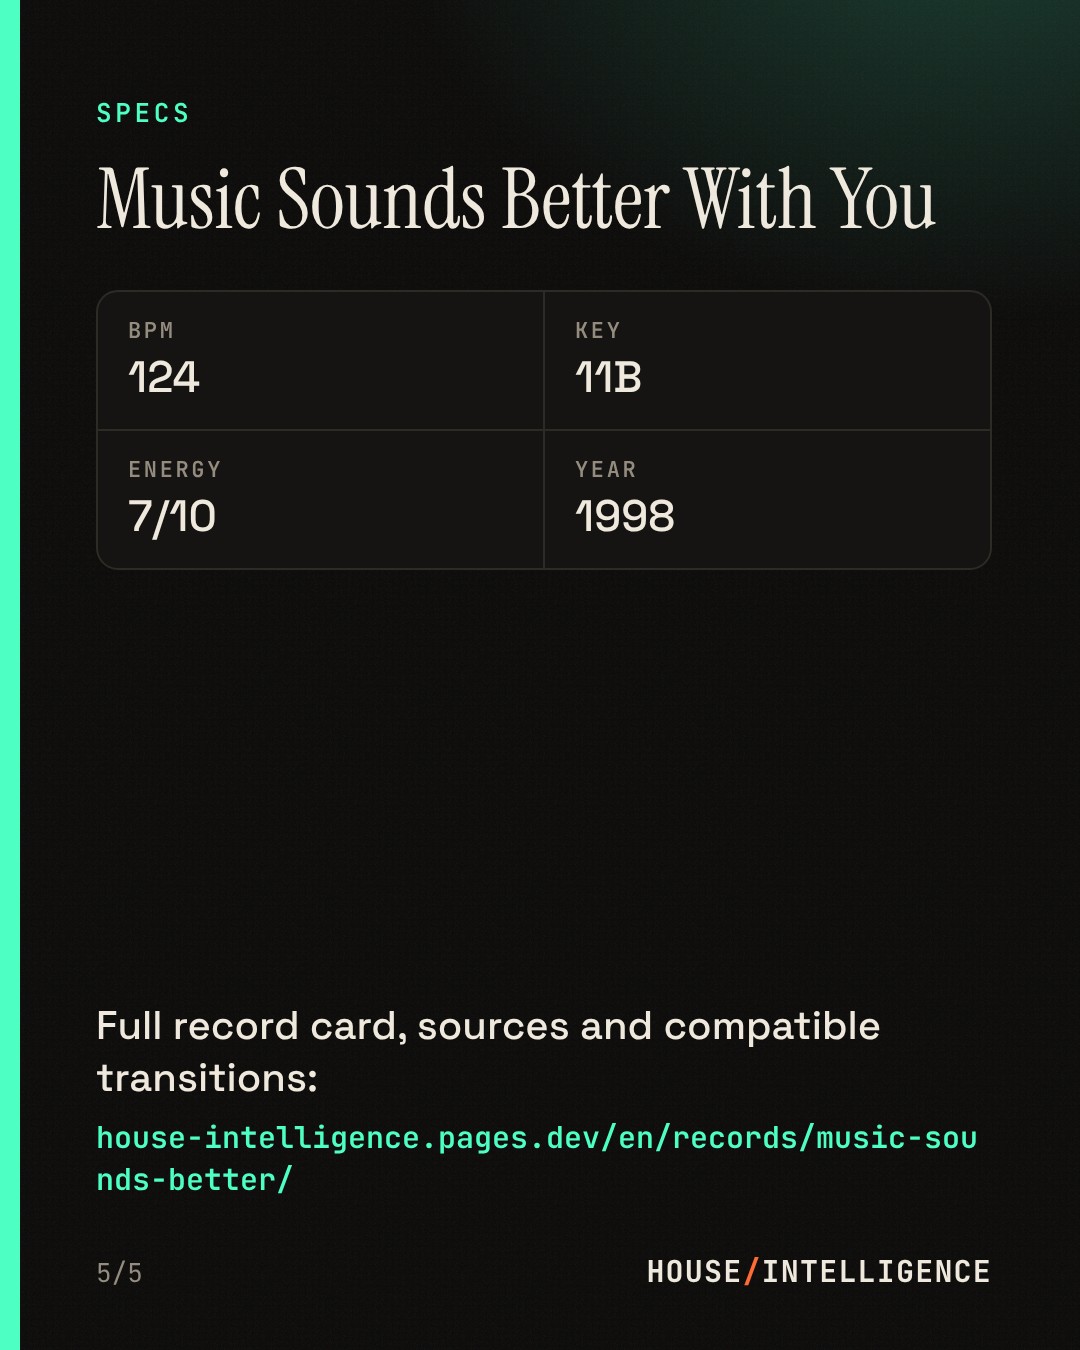 SPECS
Music Sounds Better With You
BPM
124
KEY
11B
ENERGY
7/10
YEAR
1998
Full record card, sources and compatible
transitions:
house-intelligence.pages.dev/en/records/music-sou
nds-better/
5/5
HOUSE/INTELLIGENCE